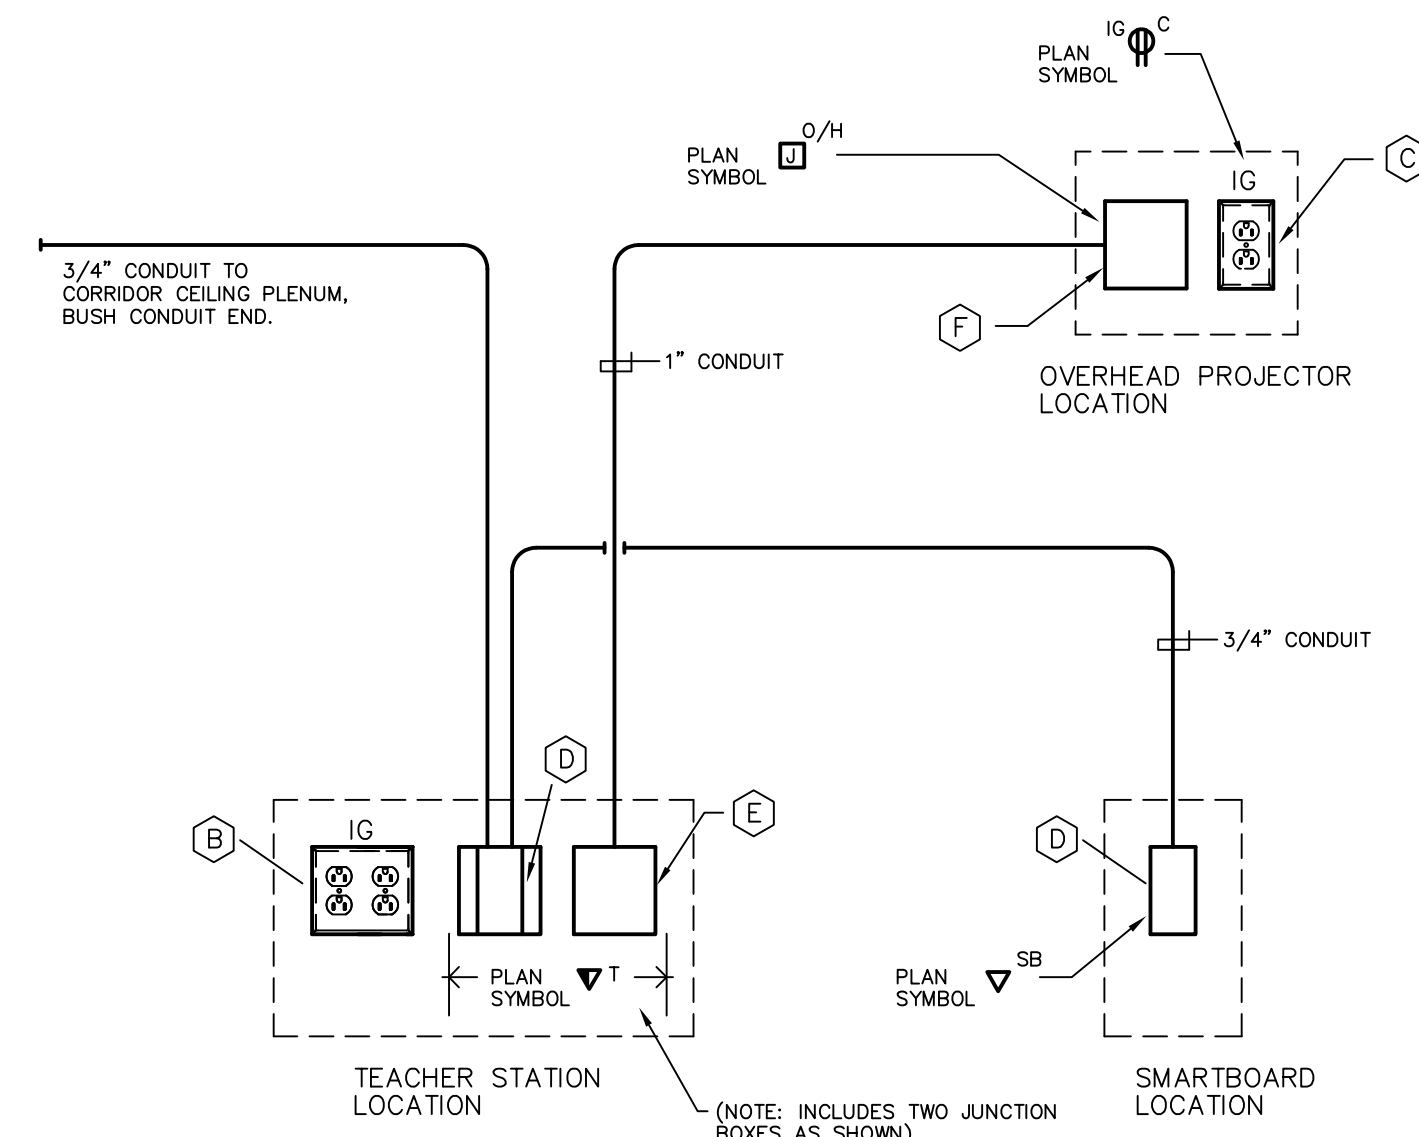 IG C
PLAN
SYMBOL
O/H
PLAN J
SYMBOL
C
IG
3/4” CONDUIT TO
CORRIDOR CEILING PLENUM,
BUSH CONDUIT END.
F
1” CONDUIT
OVERHEAD PROJECTOR
LOCATION
3/4” CONDUIT
D
E
B
IG
D
PLAN T
SYMBOL
SB
PLAN
SYMBOL
TEACHER STATION
LOCATION
SMARTBOARD
LOCATION
(NOTE: INCLUDES TWO JUNCTION
BOXES AS SHOWN)